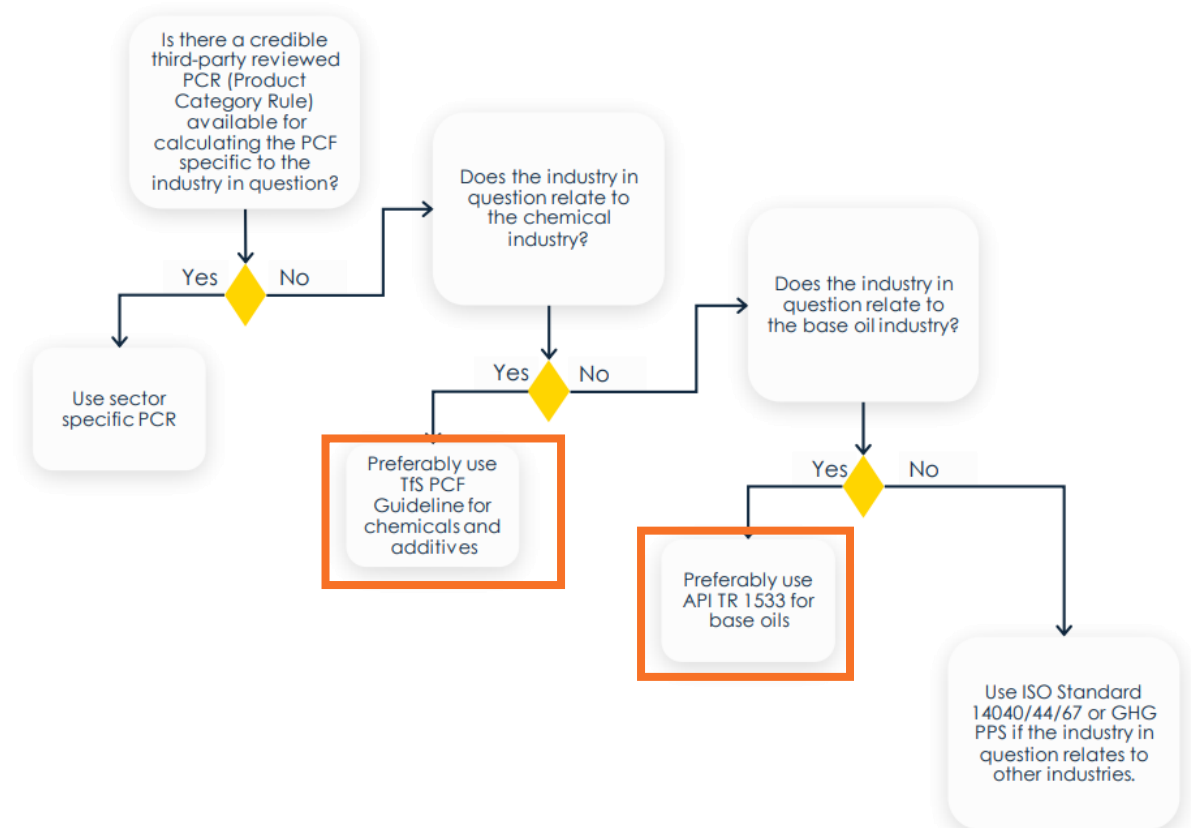 Is there a credible
third-party reviewed
PCR (Product
Category Rule)
available for
calculating the PCF
specific to the
industry in question?
Yes
No
Use sector
specific PCR
Does the industry in
question relate to
the chemical
industry?
Yes
No
Preferably use
TfS PCF
Guideline for
chemicals and
additives
Does the industry in
question relate to
the base oil industry?
Yes
No
Preferably use
API TR 1533 for
base oils
Use ISO Standard
14040/44/67 or GHG
PPS if the industry in
question relates to
other industries.